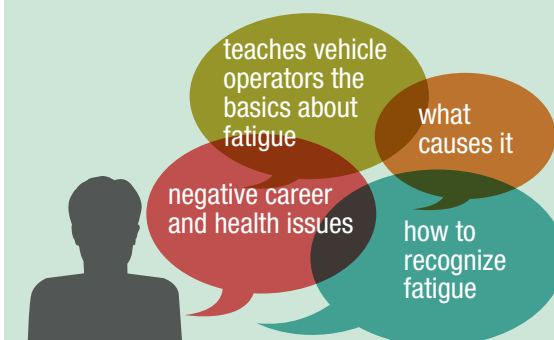 teaches vehicle
operators the
basics about
fatigue
what
causes it
negative career
and health issues
how to
recognize
fatigue